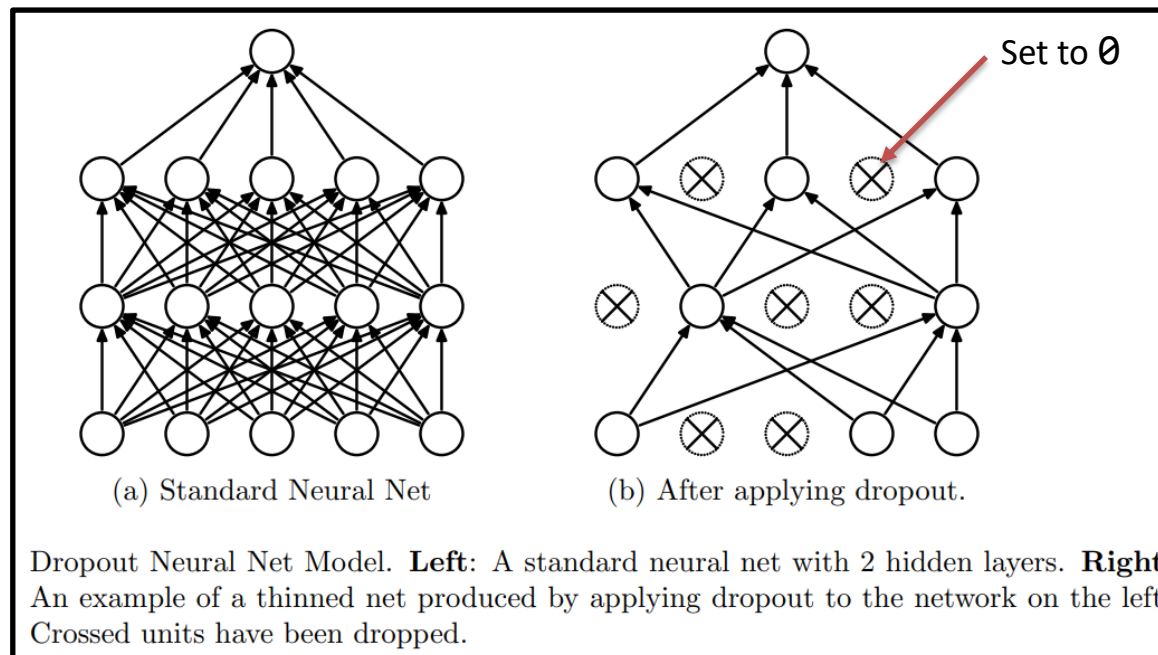 Set to 0
(a) Standard Neural Net
(b) After applying dropout.
Dropout Neural Net Model. Left: A standard neural net with 2 hidden layers. Right
An example of a thinned net produced by applying dropout to the network on the left
Crossed units have been dropped.